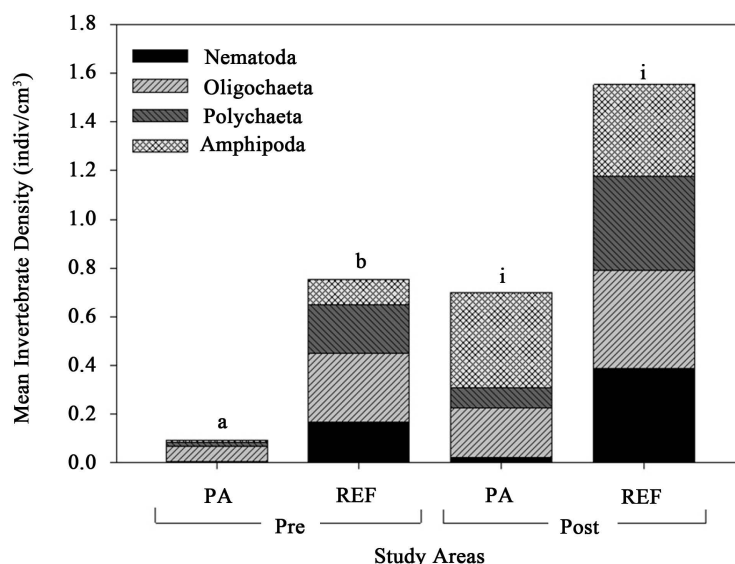 1.8
1.6
1.4
1.2
1.0
0.8
0.6
0.4
0.2
0.0
Mean Invertebrate Density (indiv/cm³)
Nematoda
Oligochaeta
Polychaeta
Amphipoda
a
b
i
i
PA
REF
PA
REF
Pre
Post
Study Areas